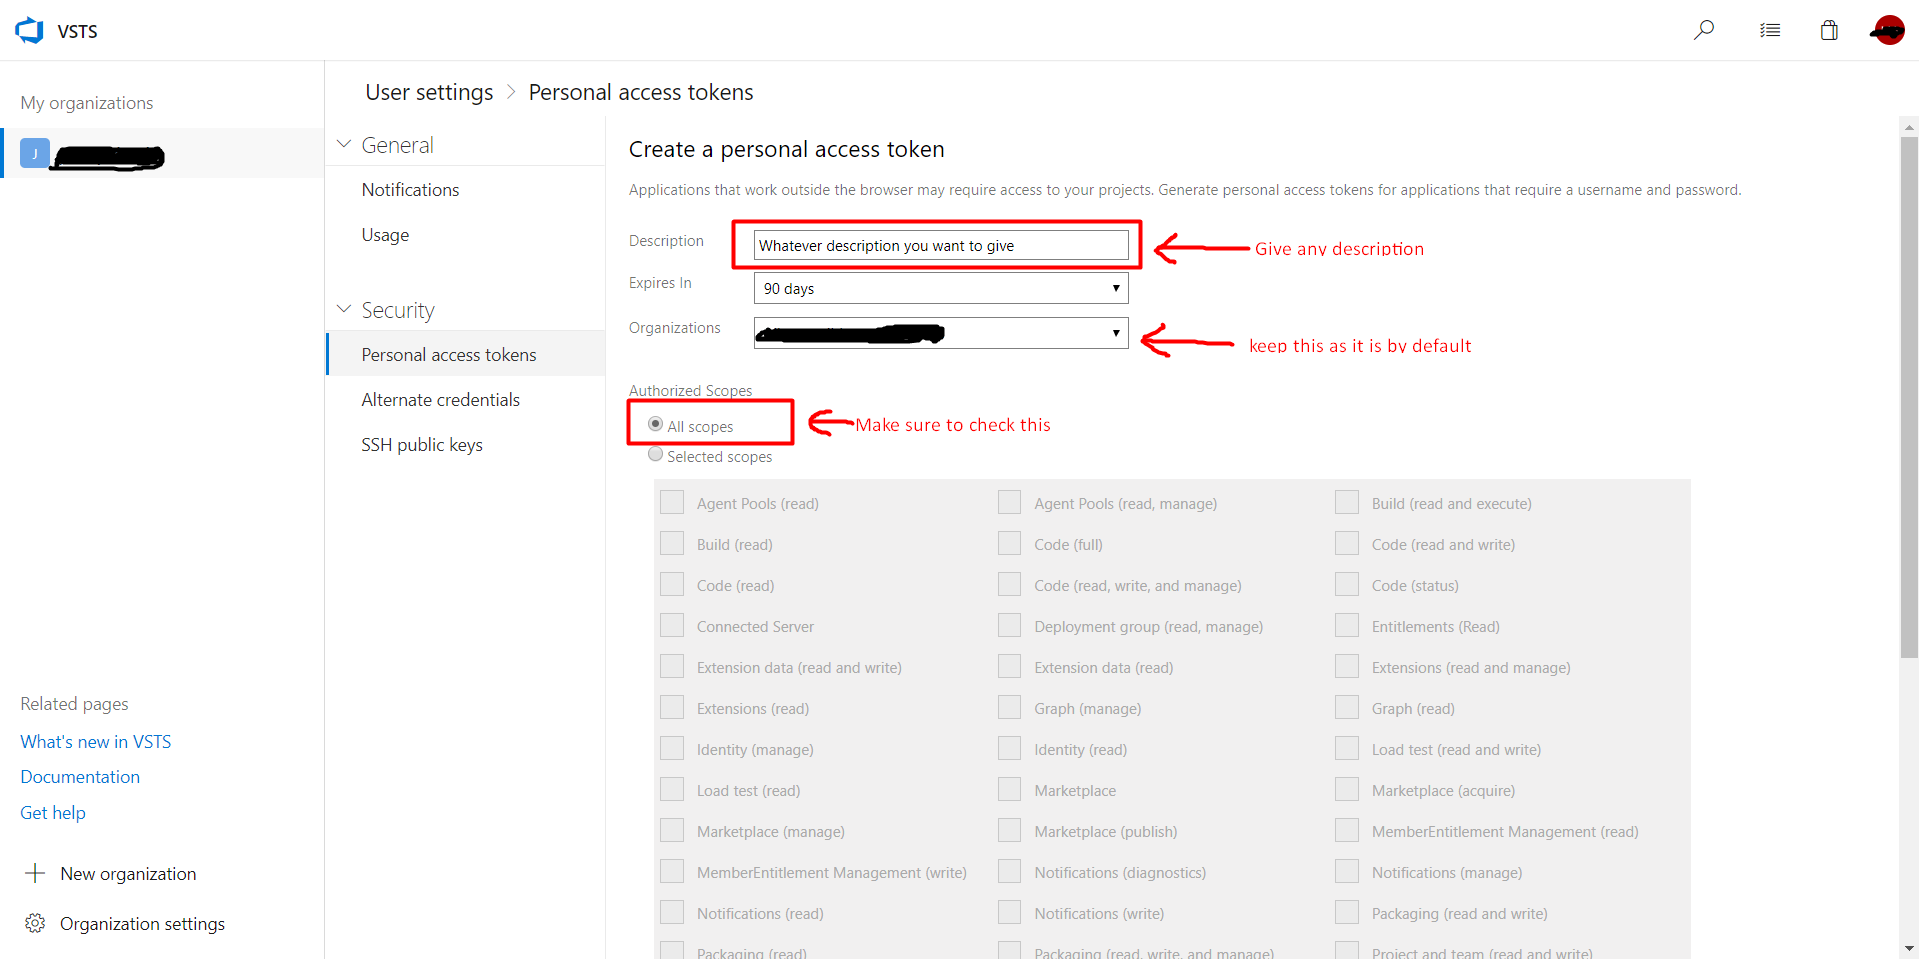 VSTS
My organizations
J
User settings > Personal access tokens
General
Notifications
Usage
Security
Personal access tokens
Alternate credentials
SSH public keys
Create a personal access token
Applications that work outside the browser may require access to your projects. Generate personal access tokens for applications that require a username and password.
Description
Whatever description you want to give
Give any description
Expires In
90 days
Organizations
keep this as it is by default
Authorized Scopes
All scopes
Make sure to check this
Selected scopes
Agent Pools (read) Agent Pools (read, manage) Build (read and execute)
Build (read) Code (full) Code (read and write)
Code (read) Code (read, write, and manage) Code (status)
Connected Server Deployment group (read, manage) Entitlements (Read)
Extension data (read and write) Extension data (read) Extensions (read and manage)
Extensions (read) Graph (manage) Graph (read)
Identity (manage) Identity (read) Load test (read and write)
Load test (read) Marketplace Marketplace (acquire)
Marketplace (manage) Marketplace (publish) MemberEntitlement Management (read)
MemberEntitlement Management (write) Notifications (diagnostics) Notifications (manage)
Notifications (read) Notifications (write) Packaging (read and write)
Packaging (read) Packaging (read, write, and manage) Project and team (read and write)
Related pages
What's new in VSTS
Documentation
Get help
New organization
Organization settings